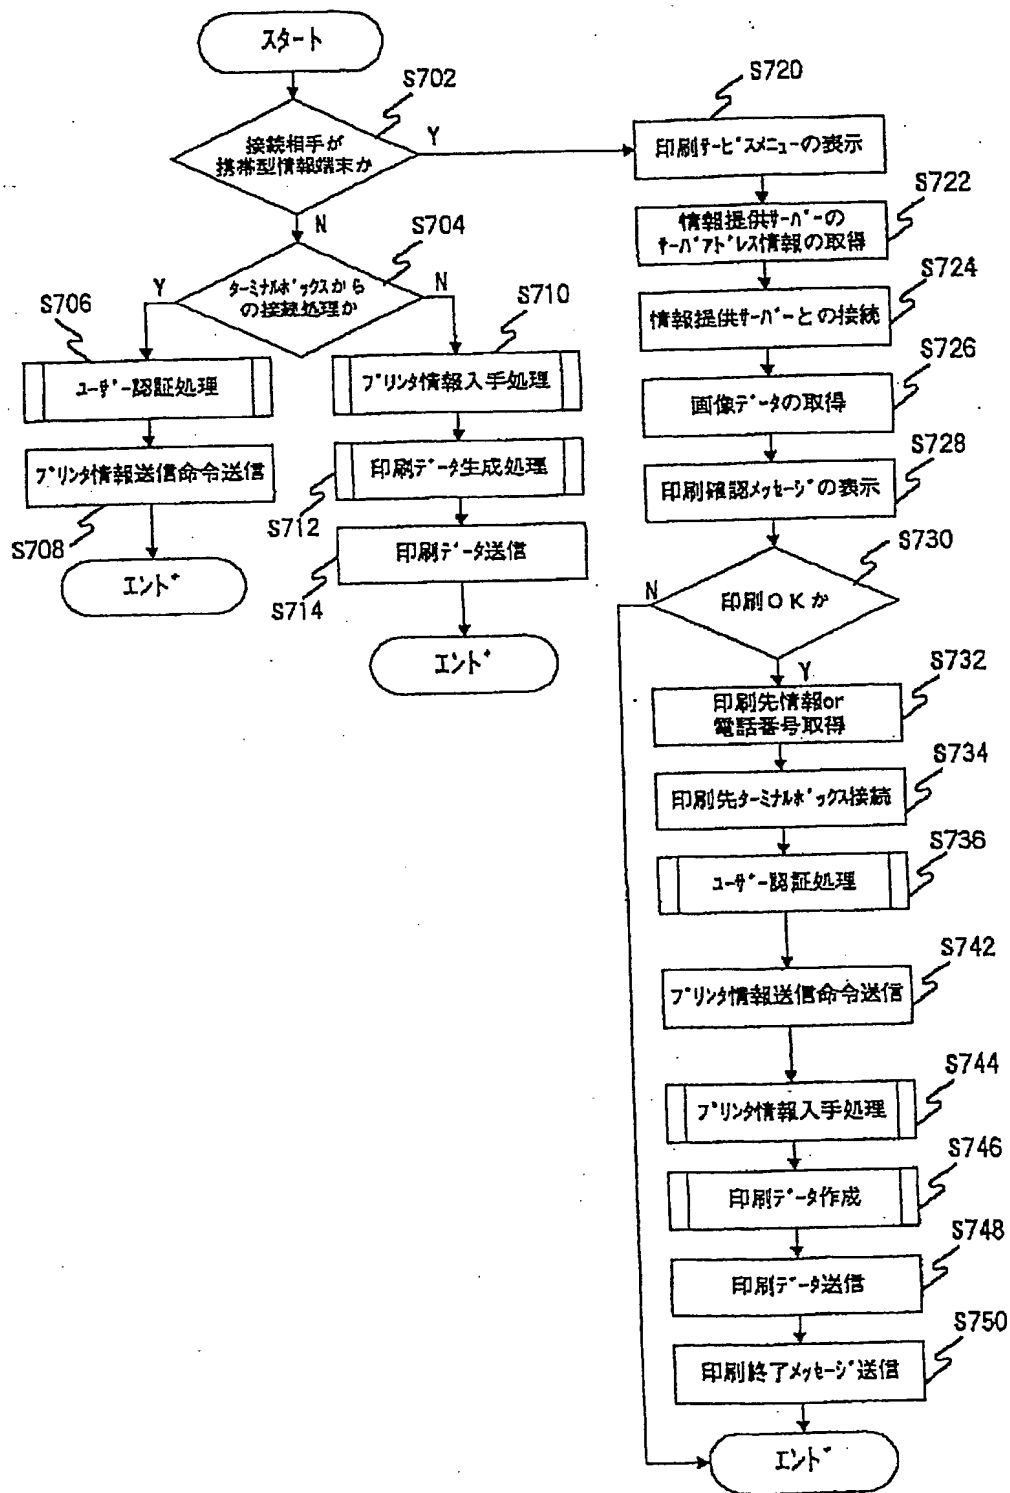 スタート
S702
接続相手が
携帯型情報端末か
Y
N
S704
ターミナルボックスから
の接続処理か
Y
N
S706
ユーザー認証処理
プリンタ情報送信命令送信
S708
エンド
S710
プリンタ情報入手処理
印刷データ生成処理
S712
印刷データ送信
S714
エンド
S720
印刷サービスメニューの表示
S722
情報提供サーバーの
サーバアドレス情報の取得
S724
情報提供サーバーとの接続
S726
画像データの取得
S728
印刷確認メッセージの表示
S730
印刷OKか
N
Y
S732
印刷先情報or
電話番号取得
S734
印刷先ターミナルボックス接続
S736
ユーザー認証処理
S742
プリンタ情報送信命令送信
S744
プリンタ情報入手処理
S746
印刷データ作成
S748
印刷データ送信
S750
印刷終了メッセージ送信
エンド